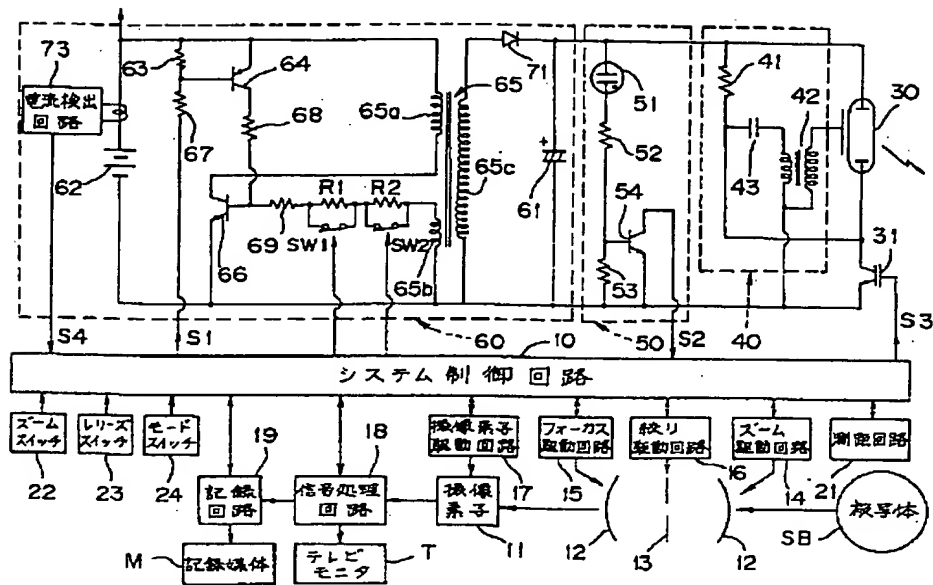 73
電流検出
回路
62
63
67
64
68
65a
65
71
65c
61
51
52
54
53
41
42
43
30
31
66
69
R1
R2
SW1
SW2
65b
S4
S1
60
10
50
S2
40
S3
システム制御回路
ズーム
スイッチ
22
レリーズ
スイッチ
23
モード
スイッチ
24
19
記録
回路
18
信号処理
回路
撮像素子
駆動回路
17
フォーカス
駆動回路
15
絞り
駆動回路
16
ズーム
駆動回路
14
測距回路
21
撮像
素子
11
12
13
12
SB
被写体
M
記録媒体
テレビ
モニタ
T